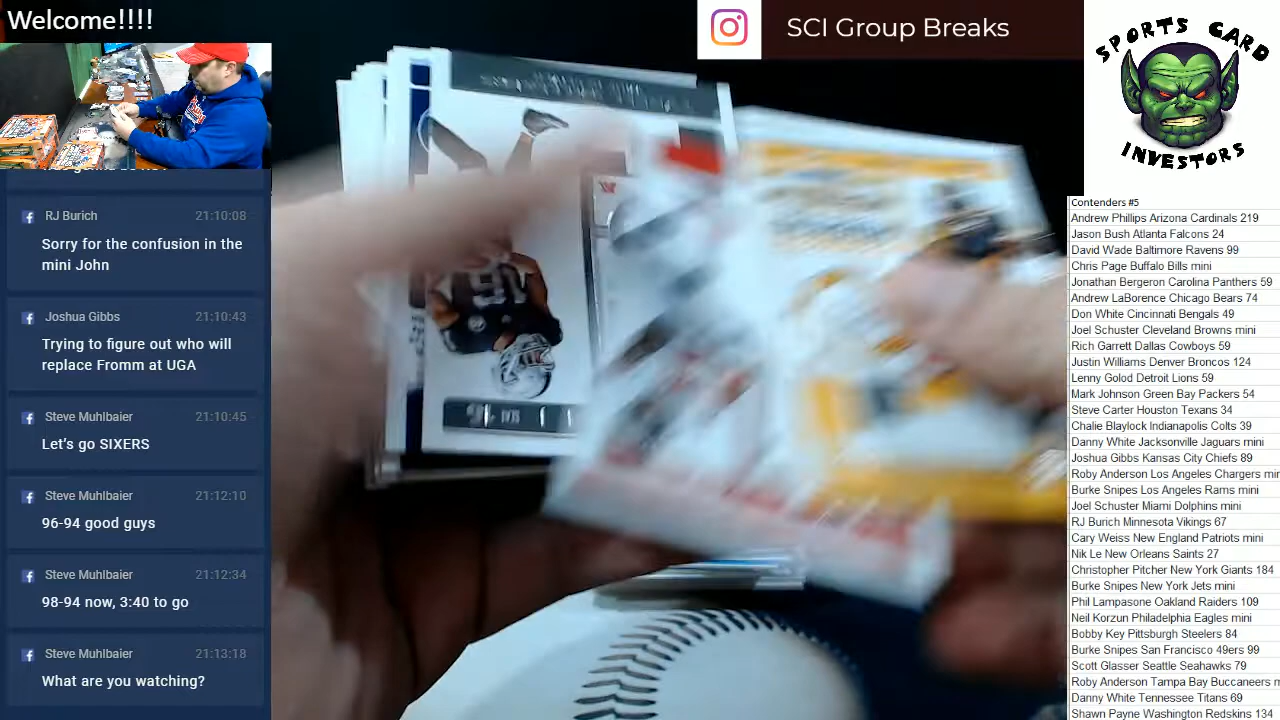 Welcome!!!!
SCI Group Breaks
SPORTS CARD
INVESTORS
RJ Burich 21:10:08
Sorry for the confusion in the
mini John
Joshua Gibbs 21:10:43
Trying to figure out who will
replace Fromm at UGA
Steve Muhlbaier 21:10:45
Let's go SIXERS
Steve Muhlbaier 21:12:10
96-94 good guys
Steve Muhlbaier 21:12:34
98-94 now, 3:40 to go
Steve Muhlbaier 21:13:18
What are you watching?
Contenders #5
Andrew Phillips Arizona Cardinals 219
Jason Bush Atlanta Falcons 24
David Wade Baltimore Ravens 99
Chris Page Buffalo Bills mini
Jonathan Bergeron Carolina Panthers 59
Andrew LaBorence Chicago Bears 74
Don White Cincinnati Bengals 49
Joel Schuster Cleveland Browns mini
Rich Garrett Dallas Cowboys 59
Justin Williams Denver Broncos 124
Lenny Golod Detroit Lions 59
Mark Johnson Green Bay Packers 54
Steve Carter Houston Texans 34
Chalie Blaylock Indianapolis Colts 39
Danny White Jacksonville Jaguars mini
Joshua Gibbs Kansas City Chiefs 89
Roby Anderson Los Angeles Chargers mir
Burke Snipes Los Angeles Rams mini
Joel Schuster Miami Dolphins mini
RJ Burich Minnesota Vikings 67
Cary Weiss New England Patriots mini
Nik Le New Orleans Saints 27
Christopher Pitcher New York Giants 184
Burke Snipes New York Jets mini
Phil Lampasone Oakland Raiders 109
Neil Korzun Philadelphia Eagles mini
Bobby Key Pittsburgh Steelers 84
Burke Snipes San Francisco 49ers 99
Scott Glasser Seattle Seahawks 79
Roby Anderson Tampa Bay Buccaneers m
Danny White Tennessee Titans 69
Shawn Payne Washington Redskins 134